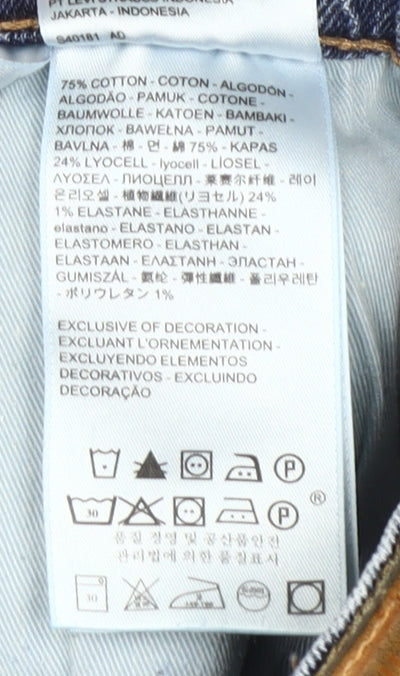 PT LEVI STRAUSS INDONESIA
JAKARTA - INDONESIA
S40181 AD
75% COTTON - COTON - ALGODÓN -
ALGODÃO - PAMUK - COTONE -
BAUMWOLLE - KATOEN - BAMBAKI -
ХЛОПОК - BAWEŁNA - PAMUT -
BAVLNA - 棉 - 면 - 綿 75% - KAPAS
24% LYOCELL - lyocell - LÍOSEL -
ΛΥΟΣΕΛ - ЛИОЦЕЛЛ - 莱赛尔纤维 - 레이
온리오셀 - 植物繊維(リヨセル) 24%
1% ELASTANE - ELASTHANNE -
elastano - ELASTANO - ELASTAN -
ELASTOMERO - ELASTHAN -
ELASTAAN - ΕΛΑΣΤΑΝΗ - ЭЛАСТАН -
GUMISZÁL - 氨纶 - 彈性纖維 - 폴리우레탄
- ポリウレタン 1%
EXCLUSIVE OF DECORATION -
EXCLUANT L'ORNEMENTATION -
EXCLUYENDO ELEMENTOS
DECORATIVOS - EXCLUINDO
DECORAÇÃO
P
30 P ®
품질 경영 및 공산품안전
관리법에 의한 품질표시
30